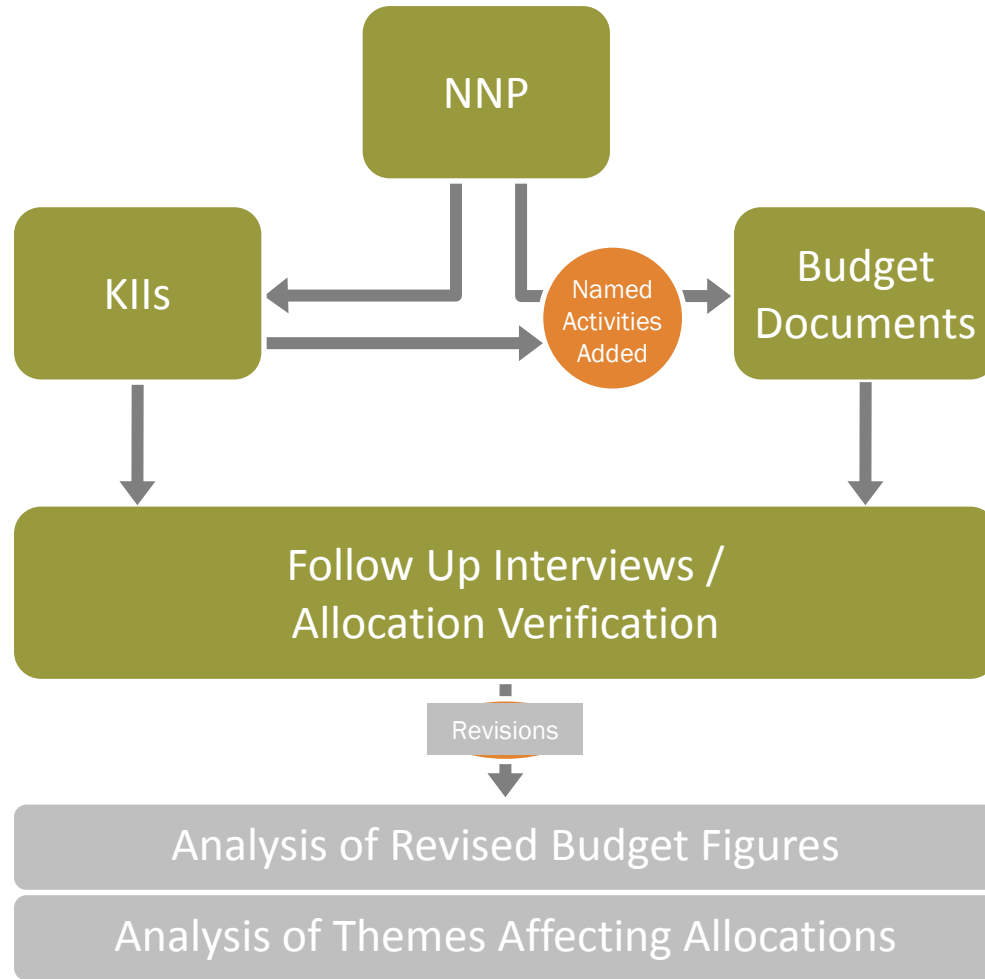 NNP
KIIs
Named
Activities
Added
Budget
Documents
Follow Up Interviews /
Allocation Verification
Revisions
Analysis of Revised Budget Figures
Analysis of Themes Affecting Allocations